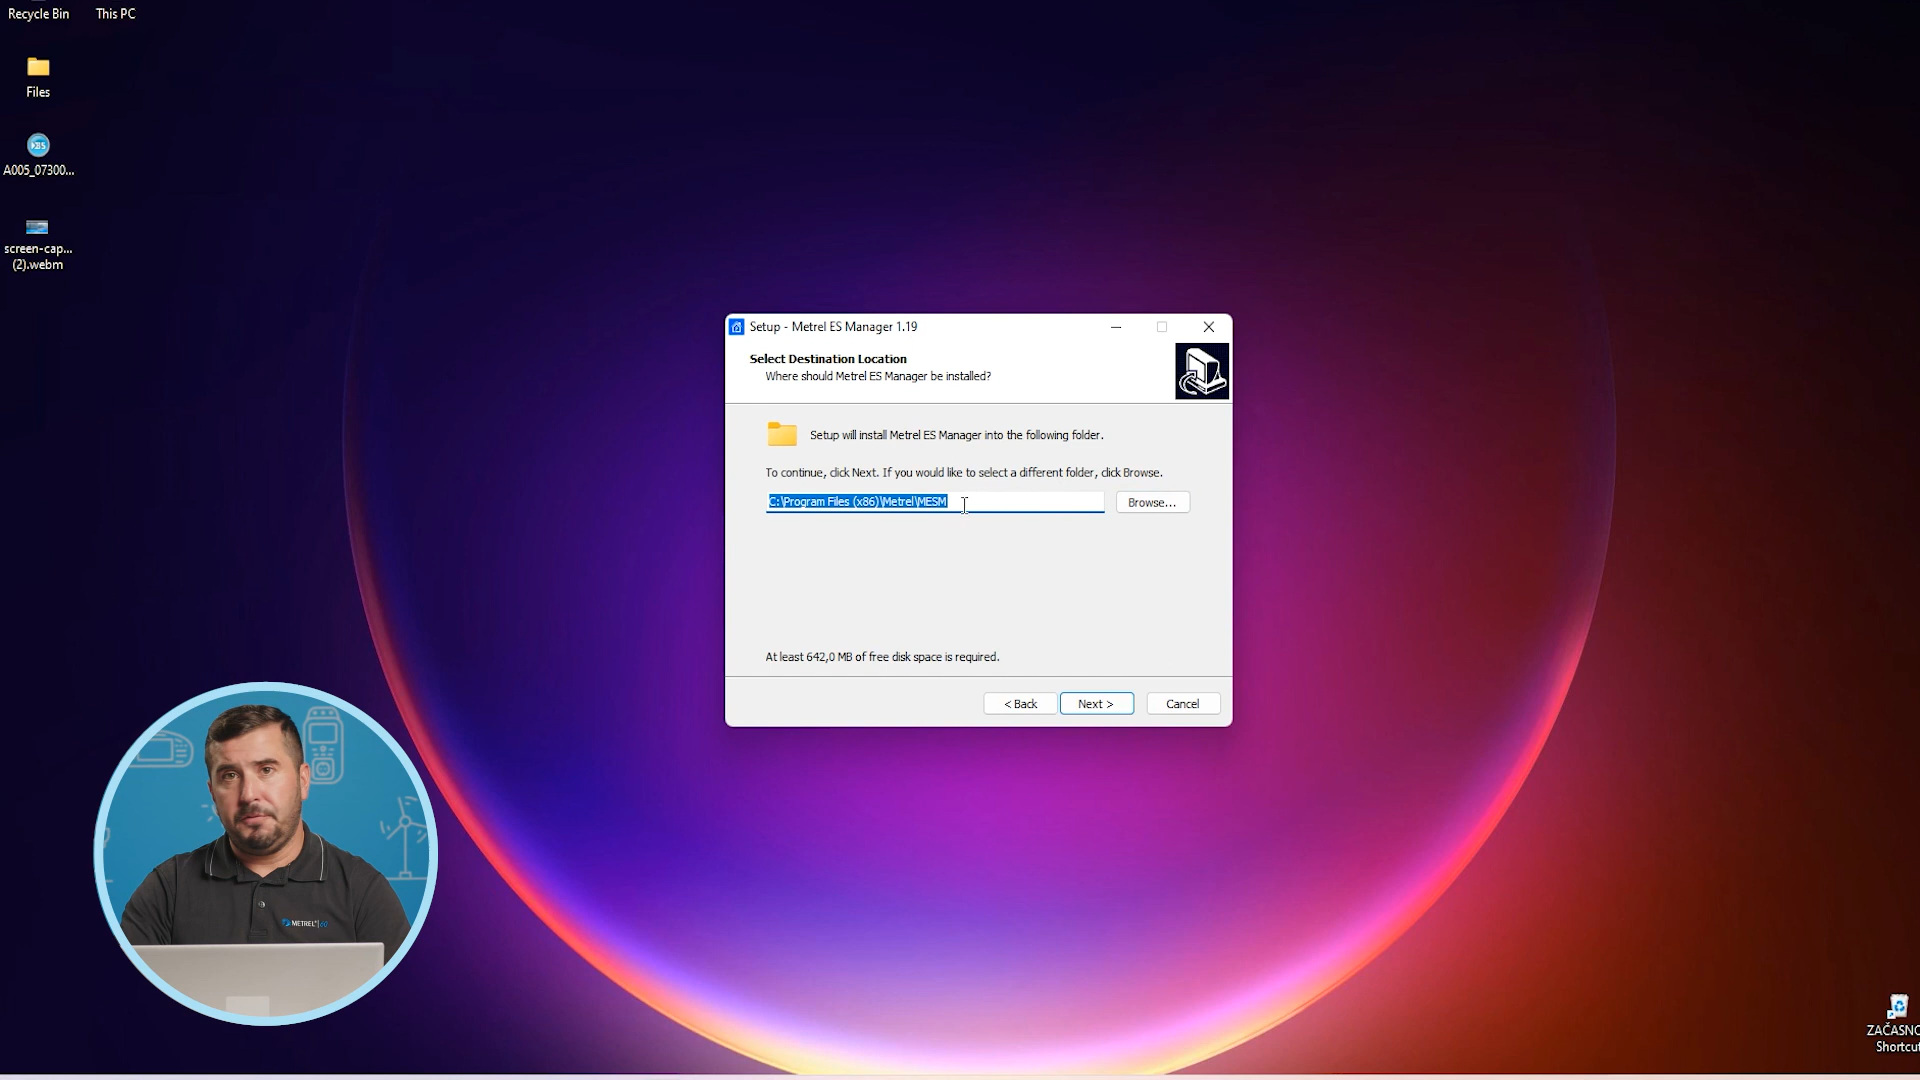 Recycle Bin
This PC
Files
A005_07300...
screen-cap...
(2).webm
Setup - Metrel ES Manager 1.19
Select Destination Location
Where should Metrel ES Manager be installed?
Setup will install Metrel ES Manager into the following folder.
To continue, click Next. If you would like to select a different folder, click Browse.
C:\Program Files (x86)\Metrel\MESM
Browse...
At least 642,0 MB of free disk space is required.
< Back
Next >
Cancel
METREL
ZAČASNO
Shortcut